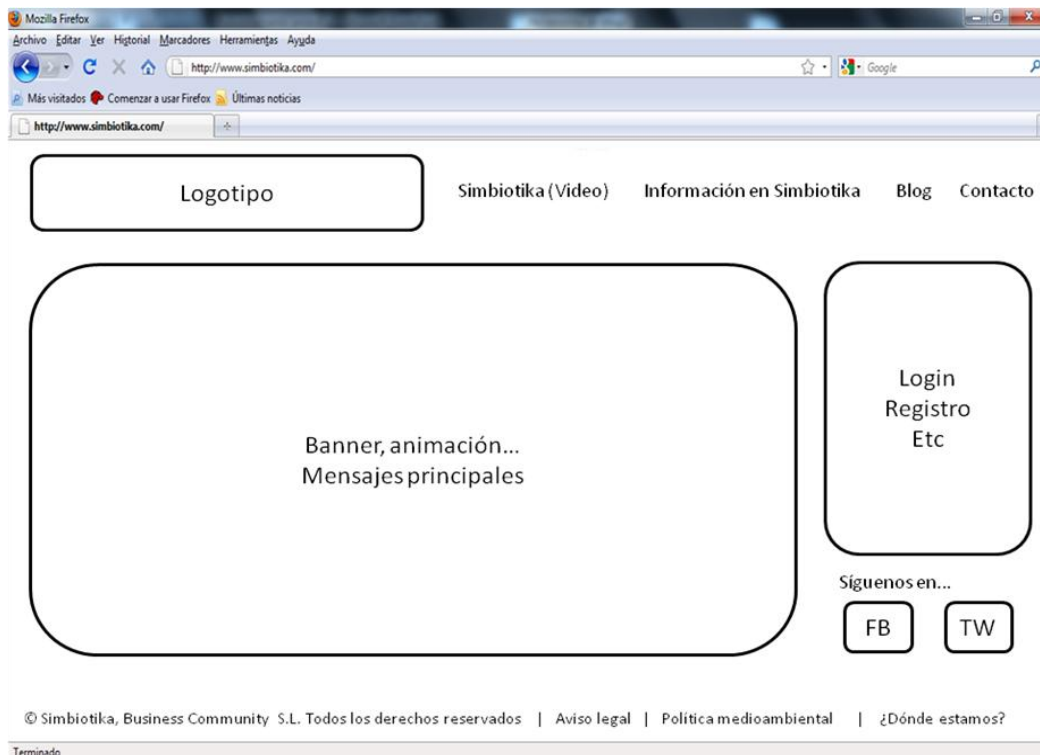 Mozilla Firefox
Archivo Editar Ver Historial Marcadores Herramientas Ayuda
http://www.simbiotika.com/ Google
Más visitados Comenzar a usar Firefox Últimas noticias
http://www.simbiotika.com/
Logotipo Simbiotika (Video) Información en Simbiotika Blog Contacto
Banner, animación...
Mensajes principales
Login
Registro
Etc
Síguenos en...
FB TW
© Simbiotika, Business Community S.L. Todos los derechos reservados | Aviso legal | Política medioambiental | ¿Dónde estamos?
Terminado